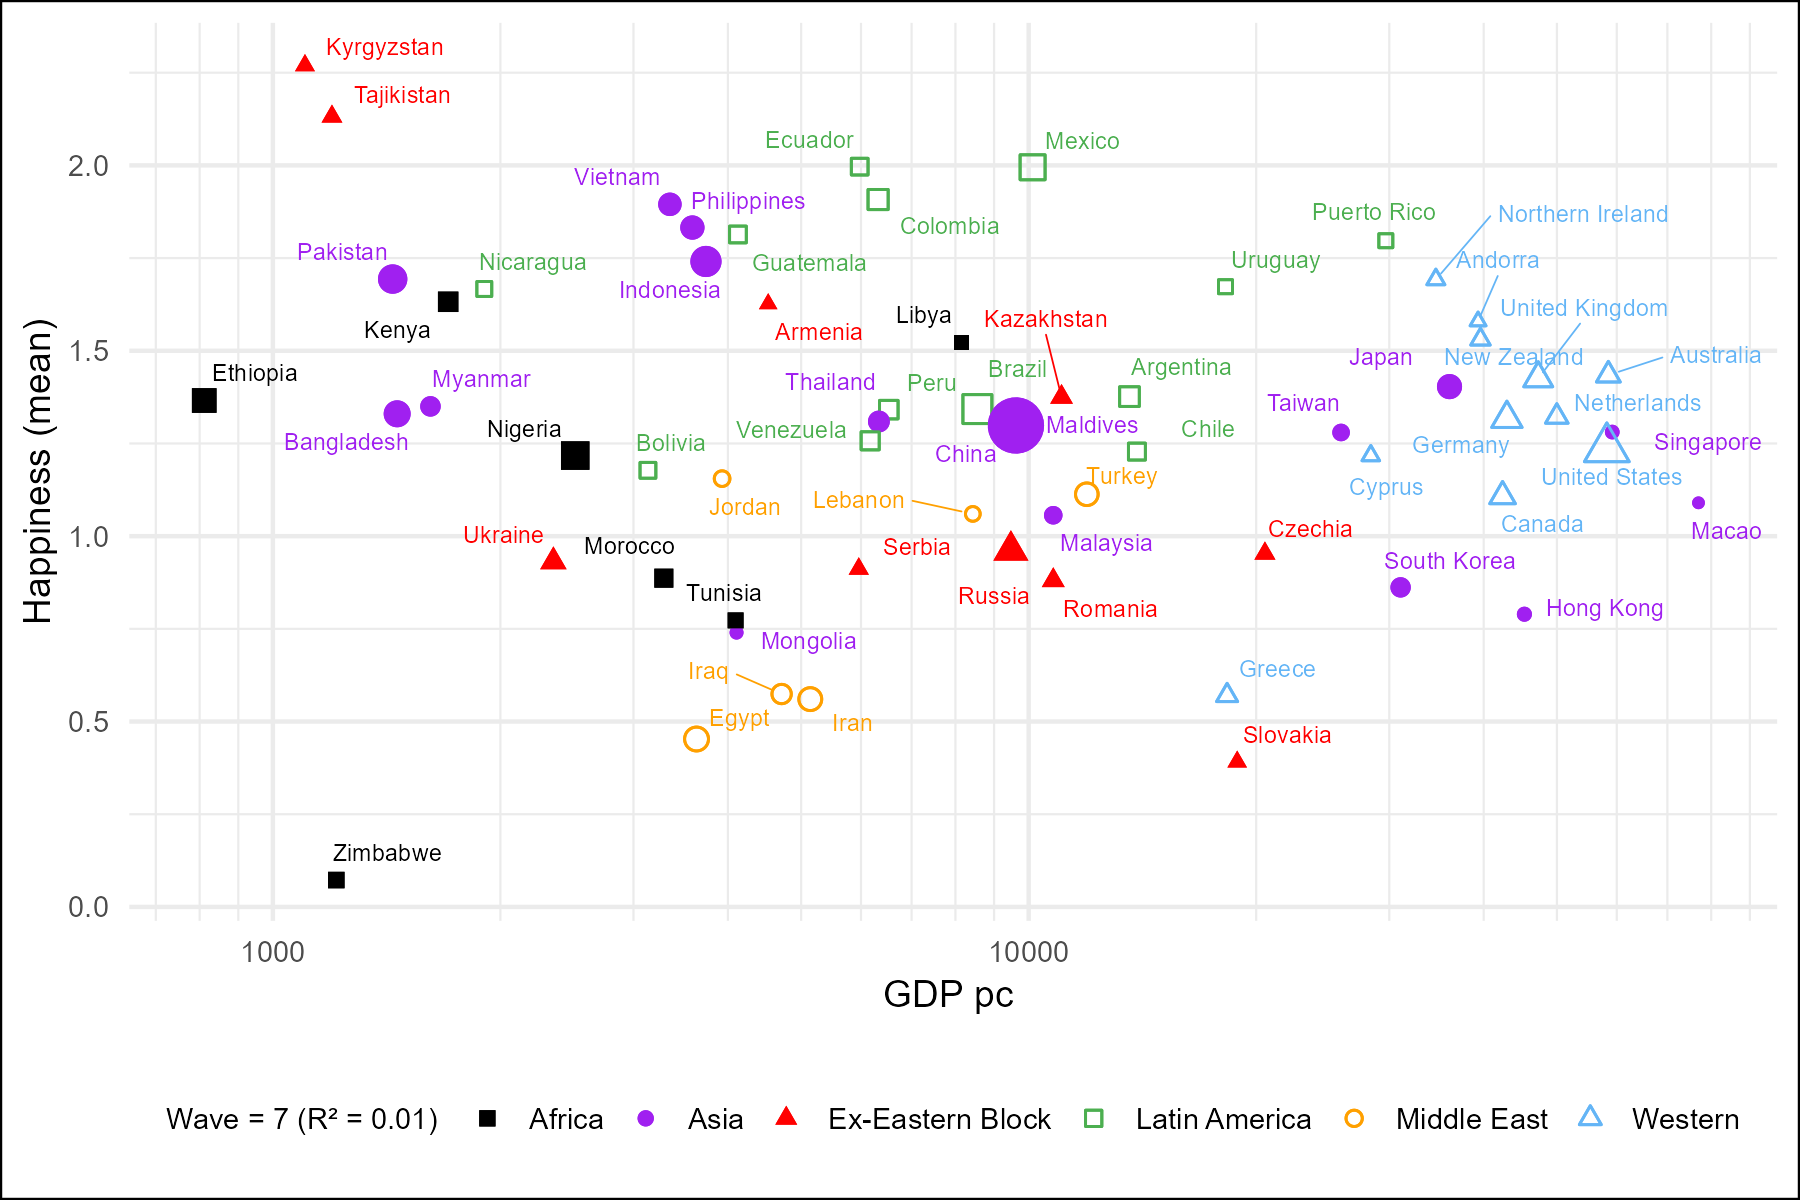 Kyrgyzstan
Tajikistan
Ecuador
Mexico
2.0
Vietnam
Philippines
Colombia
Puerto Rico
Northern Ireland
Pakistan
Nicaragua
Guatemala
Uruguay
Andorra
Indonesia
Kenya
Armenia
Libya
Kazakhstan
United Kingdom
1.5
Ethiopia
Myanmar
Thailand
Peru
Brazil
Argentina
Japan
New Zealand
Australia
Bangladesh
Nigeria
Bolivia
Venezuela
China
Maldives
Chile
Taiwan
Netherlands
Germany
Singapore
Jordan
Lebanon
Turkey
Cyprus
United States
Canada
Macao
1.0
Ukraine
Morocco
Serbia
Malaysia
Czechia
South Korea
Tunisia
Russia
Romania
Hong Kong
Mongolia
Iraq
Greece
0.5
Egypt
Iran
Slovakia
Zimbabwe
0.0
Happiness (mean)
1000
10000
GDP pc
Wave = 7 (R² = 0.01) Africa Asia Ex-Eastern Block Latin America Middle East Western